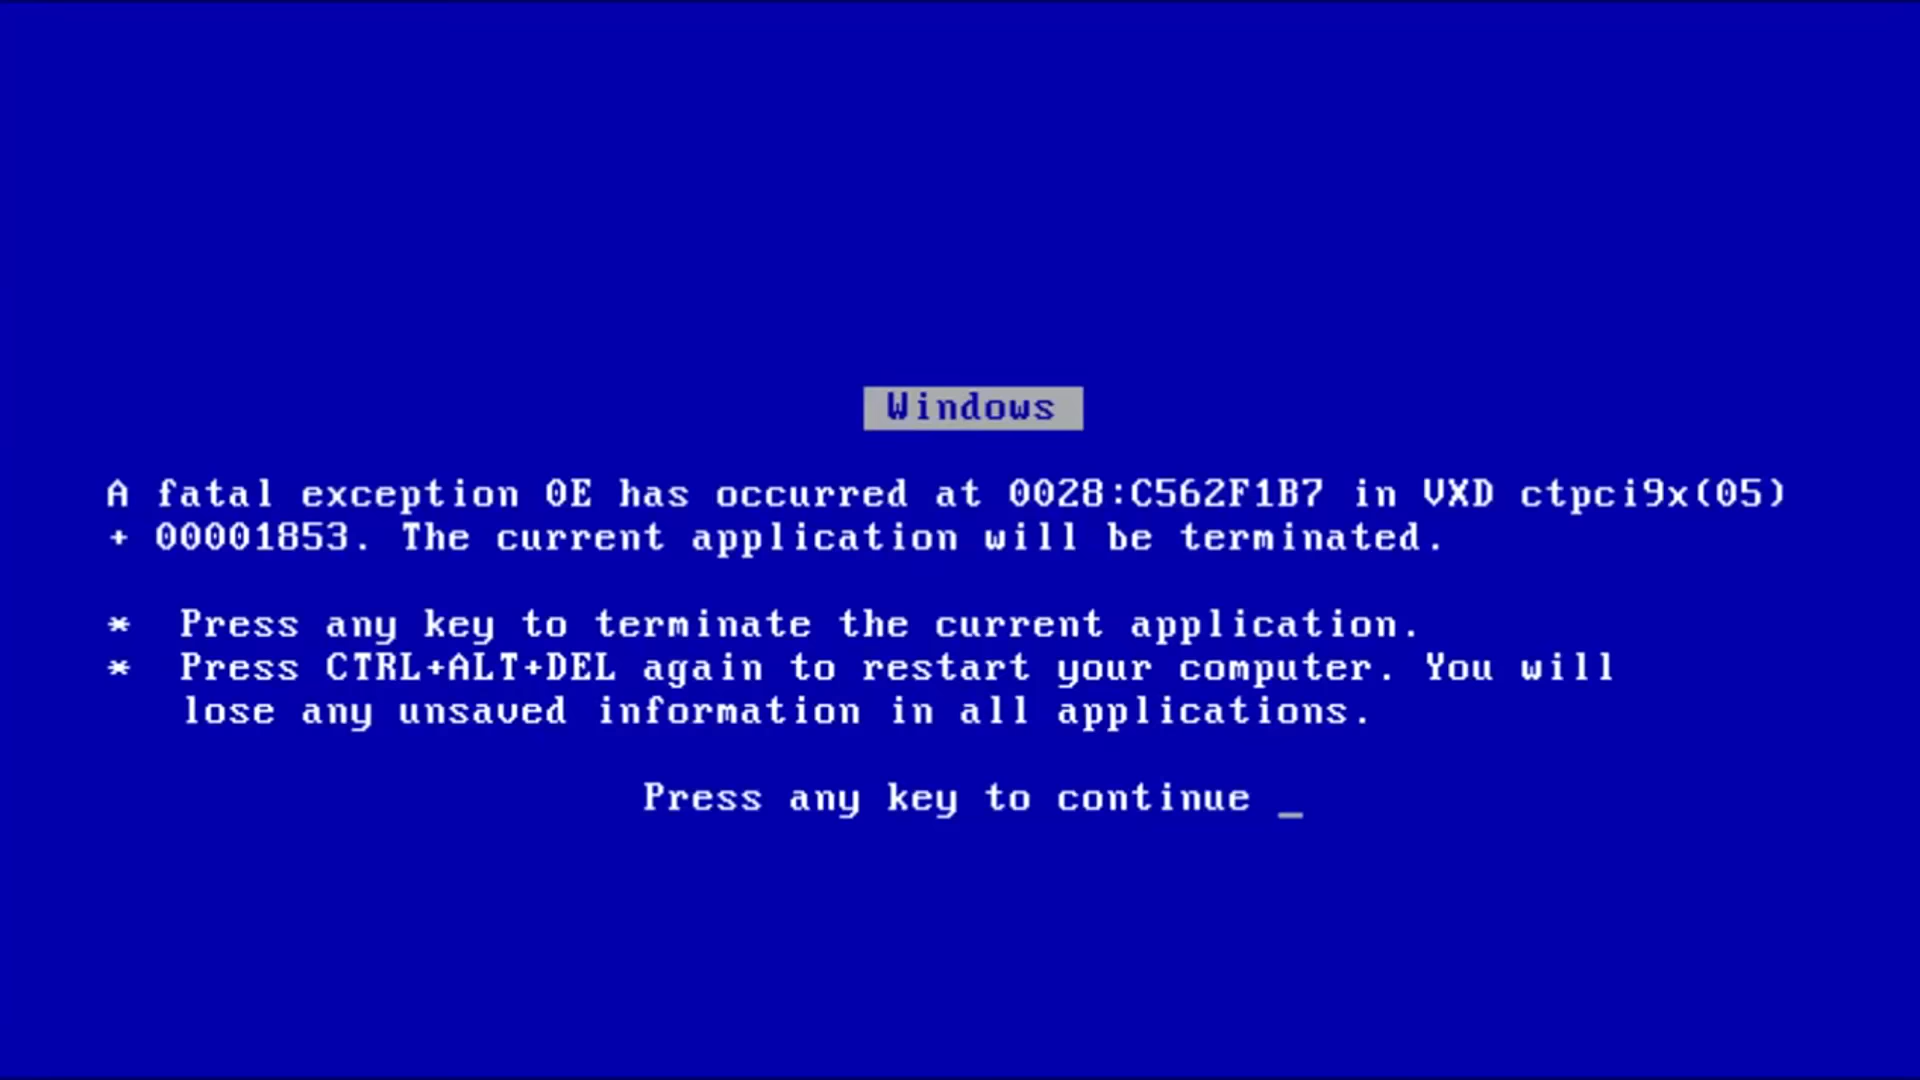 Windows
A fatal exception 0E has occurred at 0028:C562F1B7 in VXD ctpci9x(05)
+ 00001853. The current application will be terminated.
* Press any key to terminate the current application.
* Press CTRL+ALT+DEL again to restart your computer. You will
lose any unsaved information in all applications.
Press any key to continue _